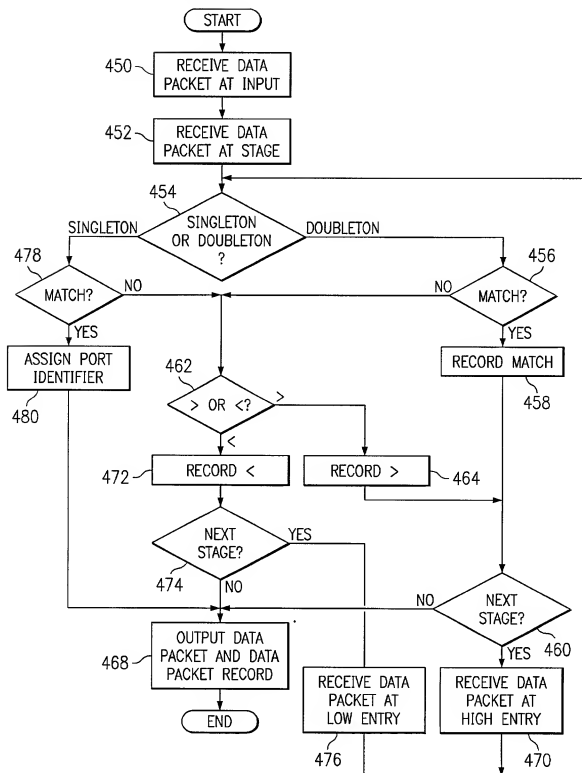 START
450
RECEIVE DATA
PACKET AT INPUT
452
RECEIVE DATA
PACKET AT STAGE
454
SINGLETON
OR DOUBLETON
?
SINGLETON
DOUBLETON
478
MATCH?
NO
YES
456
MATCH?
NO
YES
ASSIGN PORT
IDENTIFIER
480
RECORD MATCH
458
462
> OR <?
>
<
472
RECORD <
RECORD >
464
NEXT
STAGE?
474
YES
NO
NEXT
STAGE?
460
NO
YES
468
OUTPUT DATA
PACKET AND DATA
PACKET RECORD
END
RECEIVE DATA
PACKET AT
LOW ENTRY
476
RECEIVE DATA
PACKET AT
HIGH ENTRY
470